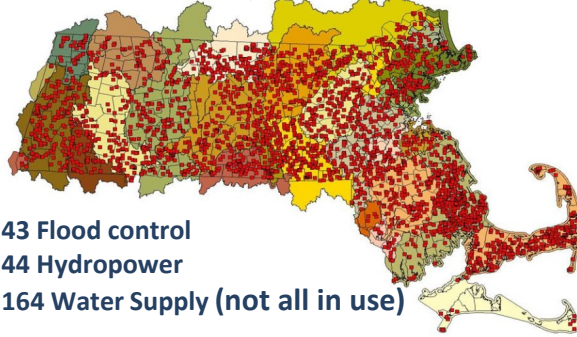 43 Flood control
44 Hydropower
164 Water Supply (not all in use)